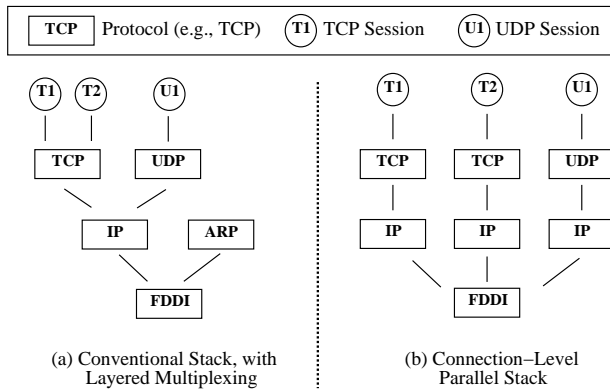 TCP Protocol (e.g., TCP) T1 TCP Session U1 UDP Session
T1 T2 U1
TCP UDP
IP ARP
FDDI
(a) Conventional Stack, with
Layered Multiplexing
T1 T2 U1
TCP TCP UDP
IP IP IP
FDDI
(b) Connection−Level
Parallel Stack